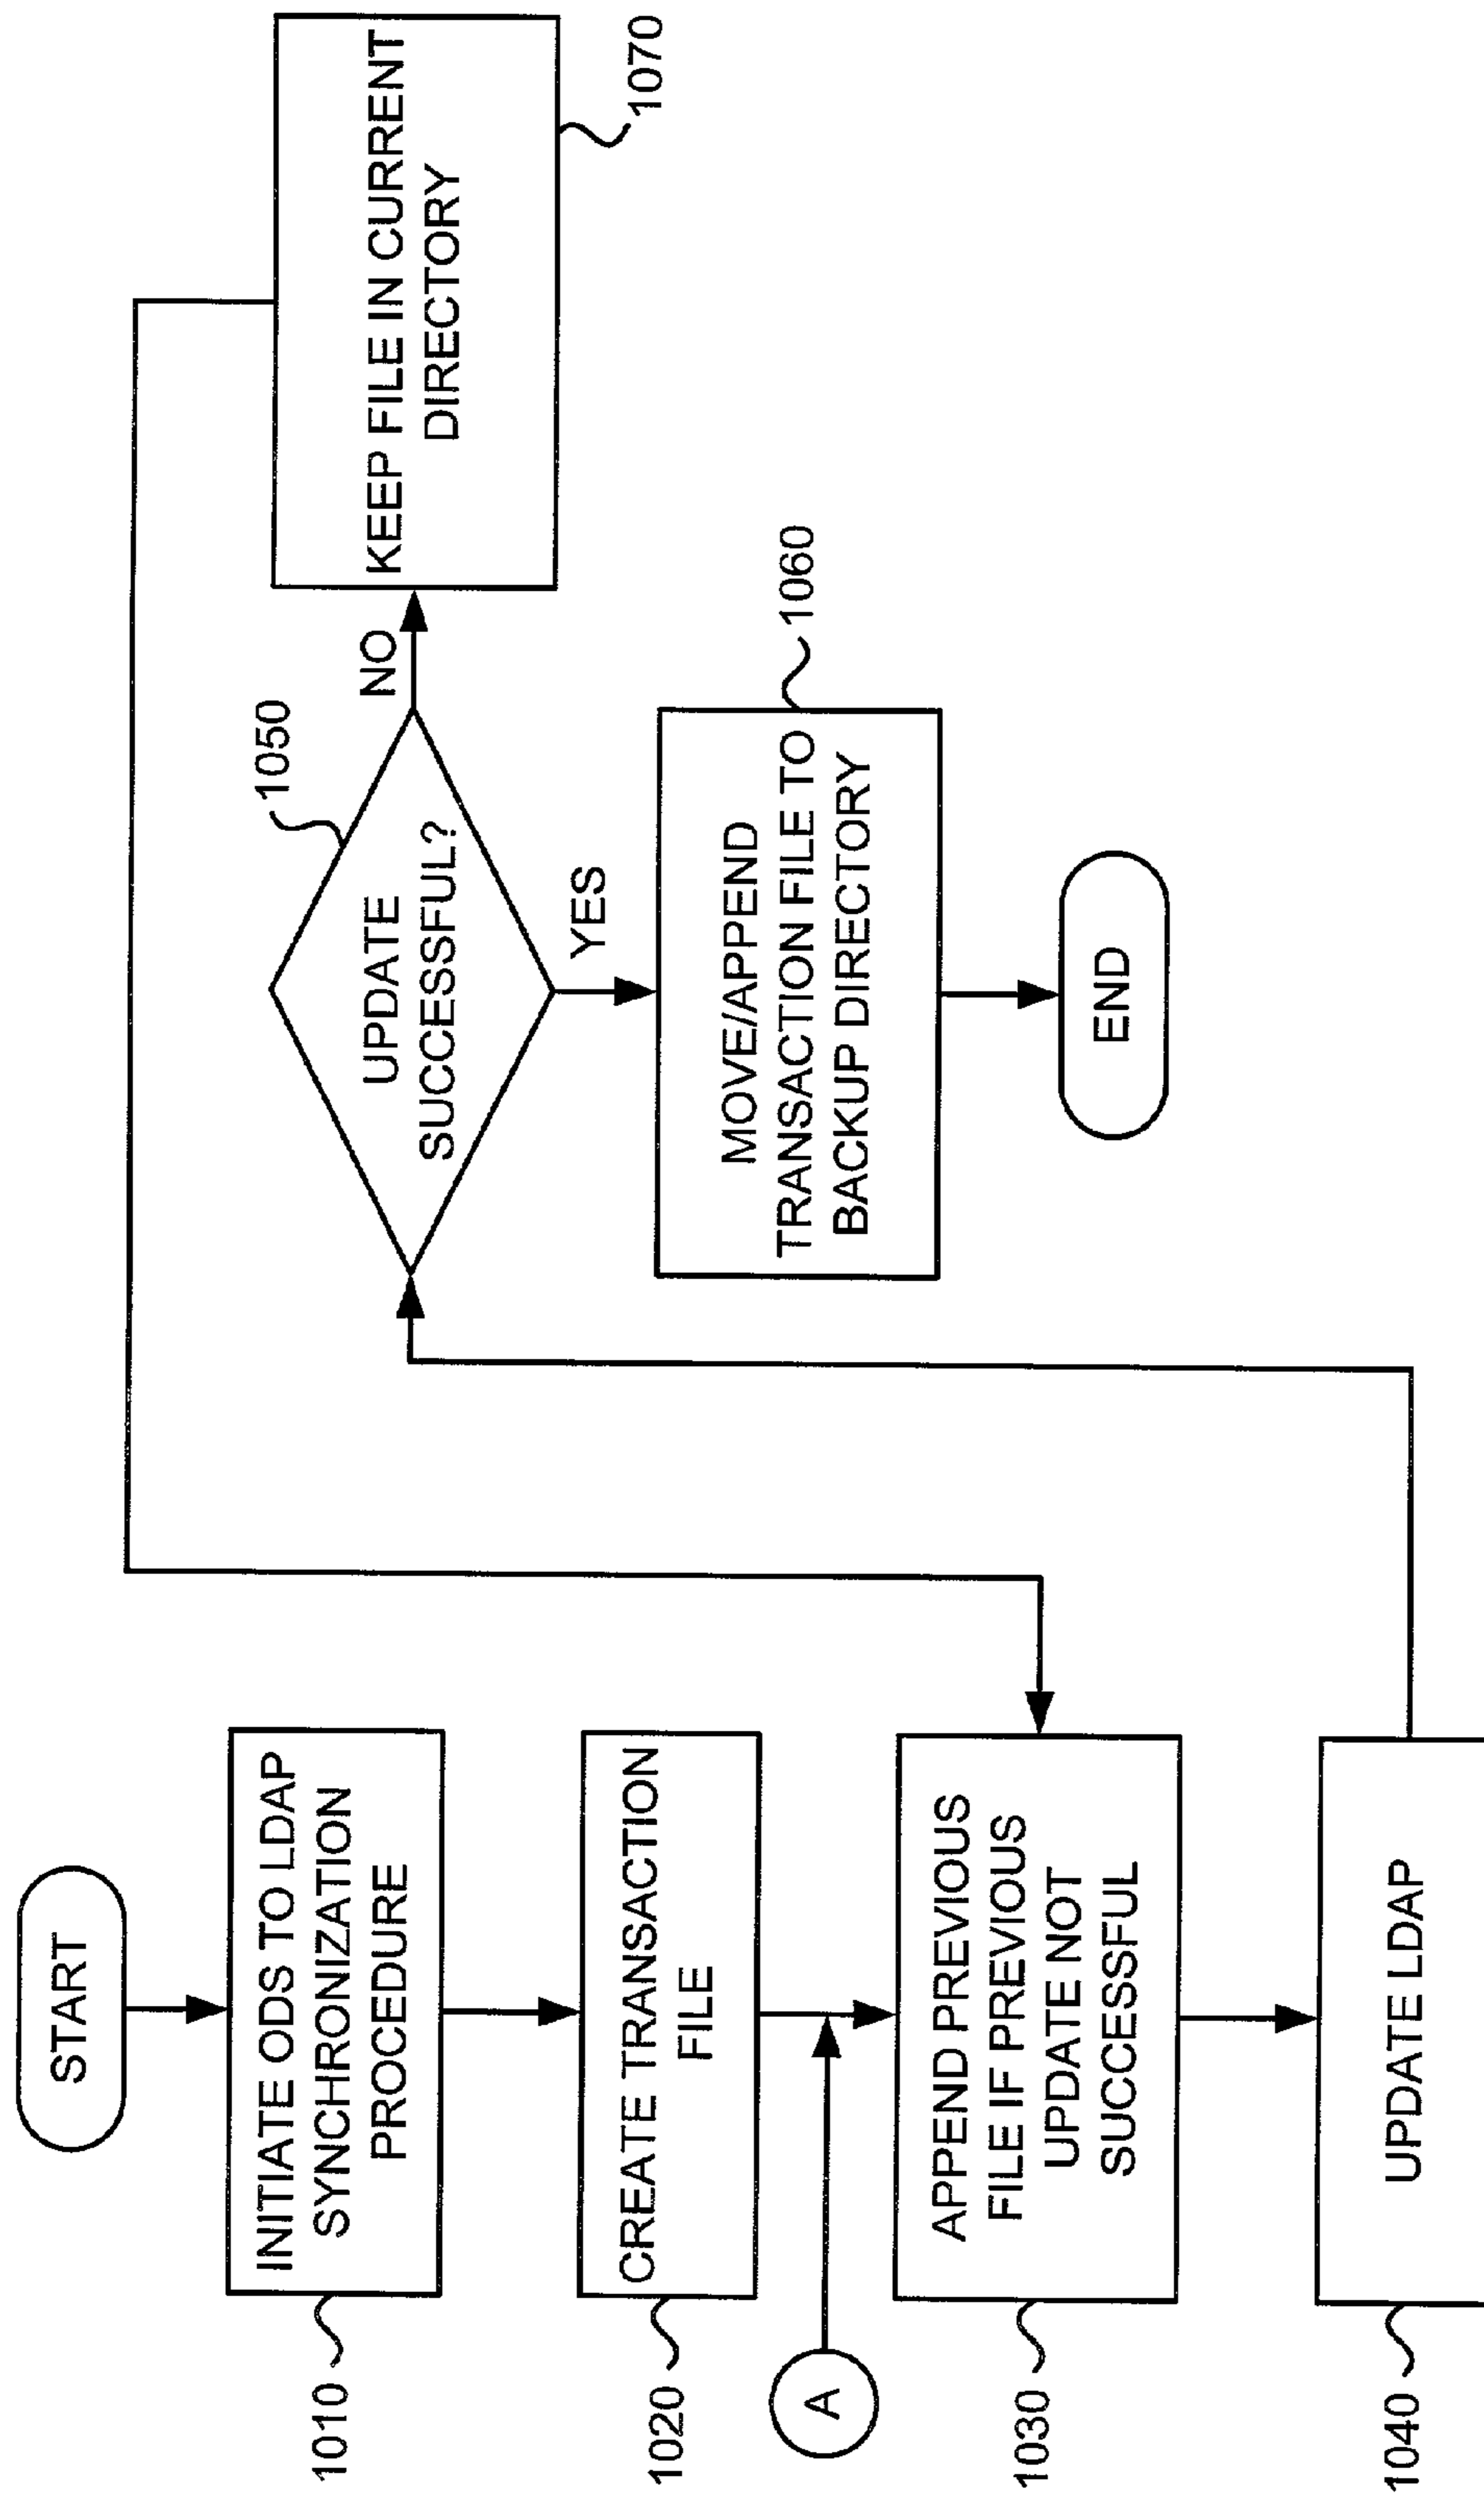 START
INITIATE ODS TO LDAP
SYNCHRONIZATION
PROCEDURE
1010
CREATE TRANSACTION
FILE
1020
A
APPEND PREVIOUS
FILE IF PREVIOUS
UPDATE NOT
SUCCESSFUL
1030
UPDATE LDAP
1040
UPDATE
SUCCESSFUL?
1050
NO
YES
MOVE/APPEND
TRANSACTION FILE TO
BACKUP DIRECTORY
1060
END
KEEP FILE IN CURRENT
DIRECTORY
1070